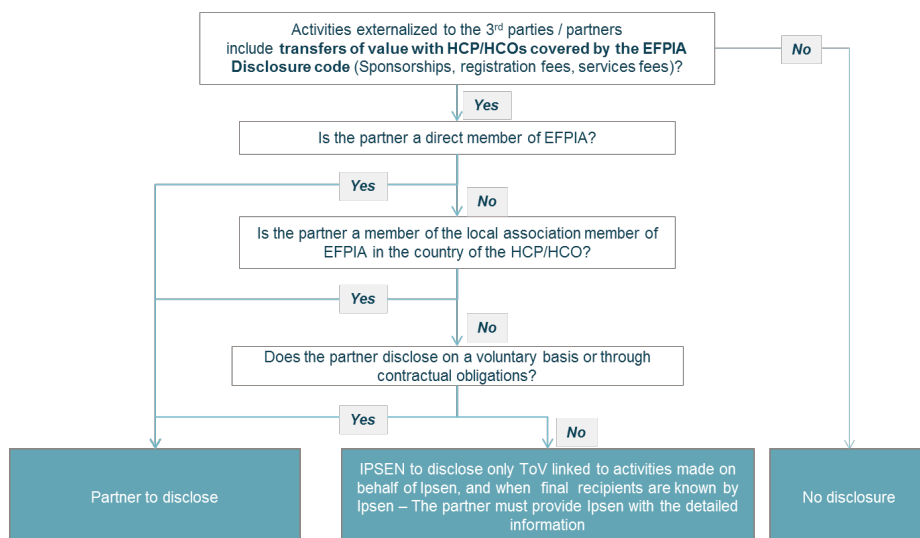 Activities externalized to the 3rd parties / partners
include transfers of value with HCP/HCOs covered by the EFPIA
Disclosure code (Sponsorships, registration fees, services fees)?
No
Yes
Is the partner a direct member of EFPIA?
Yes
No
Is the partner a member of the local association member of
EFPIA in the country of the HCP/HCO?
Yes
No
Does the partner disclose on a voluntary basis or through
contractual obligations?
Yes
No
Partner to disclose
IPSEN to disclose only ToV linked to activities made on
behalf of Ipsen, and when final recipients are known by
Ipsen – The partner must provide Ipsen with the detailed
information
No disclosure